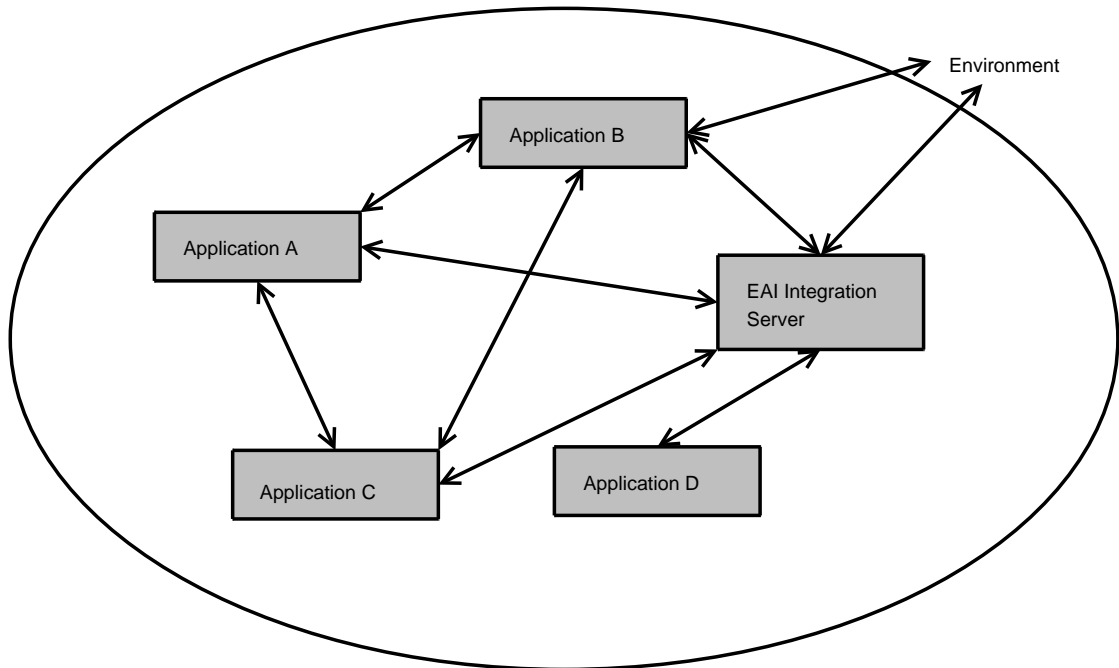 Environment
Application B
Application A
EAI Integration
Server
Application C
Application D